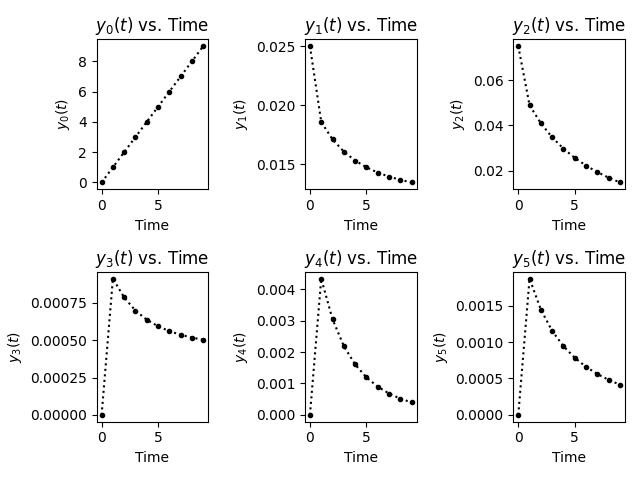 y₀(t) vs. Time
y₀(t)
8
6
4
2
0
0
5
Time
y₁(t) vs. Time
y₁(t)
0.025
0.020
0.015
0
5
Time
y₂(t) vs. Time
y₂(t)
0.06
0.04
0.02
0
5
Time
y₃(t) vs. Time
y₃(t)
0.00075
0.00050
0.00025
0.00000
0
5
Time
y₄(t) vs. Time
y₄(t)
0.004
0.003
0.002
0.001
0.000
0
5
Time
y₅(t) vs. Time
y₅(t)
0.0015
0.0010
0.0005
0.0000
0
5
Time